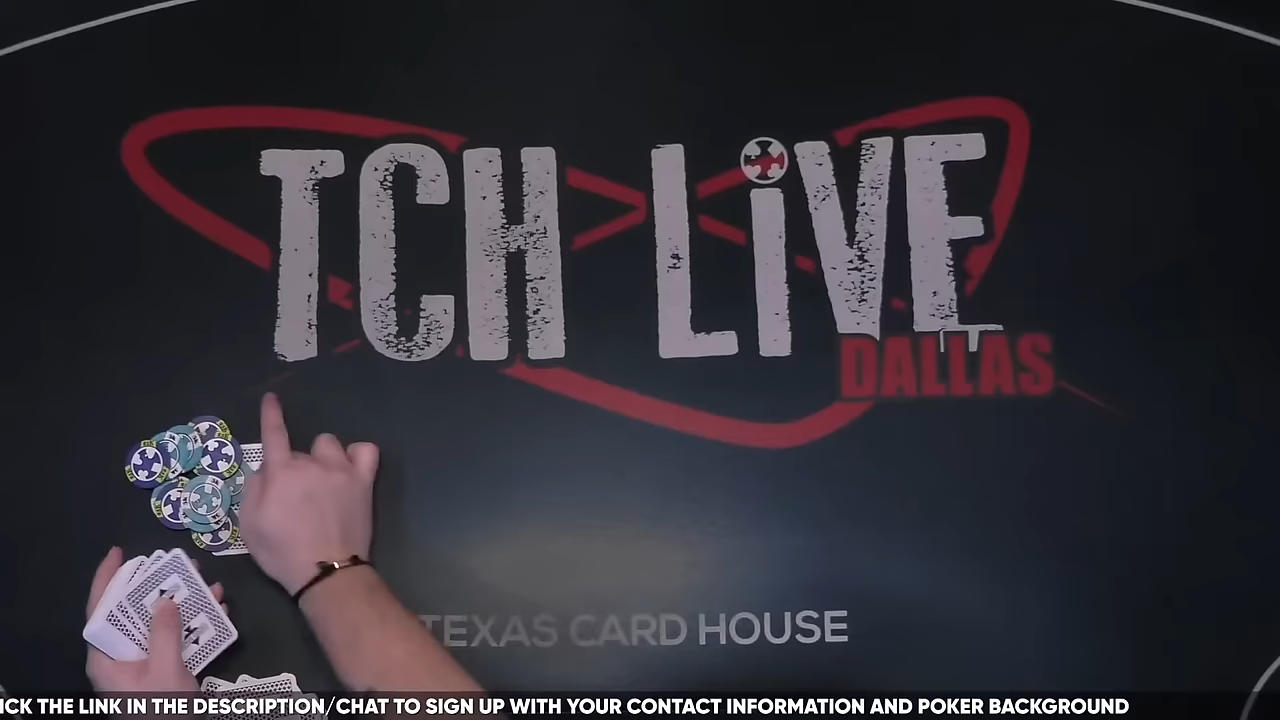 TCH LiVE
DALLAS
TEXAS CARD HOUSE
ICK THE LINK IN THE DESCRIPTION/CHAT TO SIGN UP WITH YOUR CONTACT INFORMATION AND POKER BACKGROUND